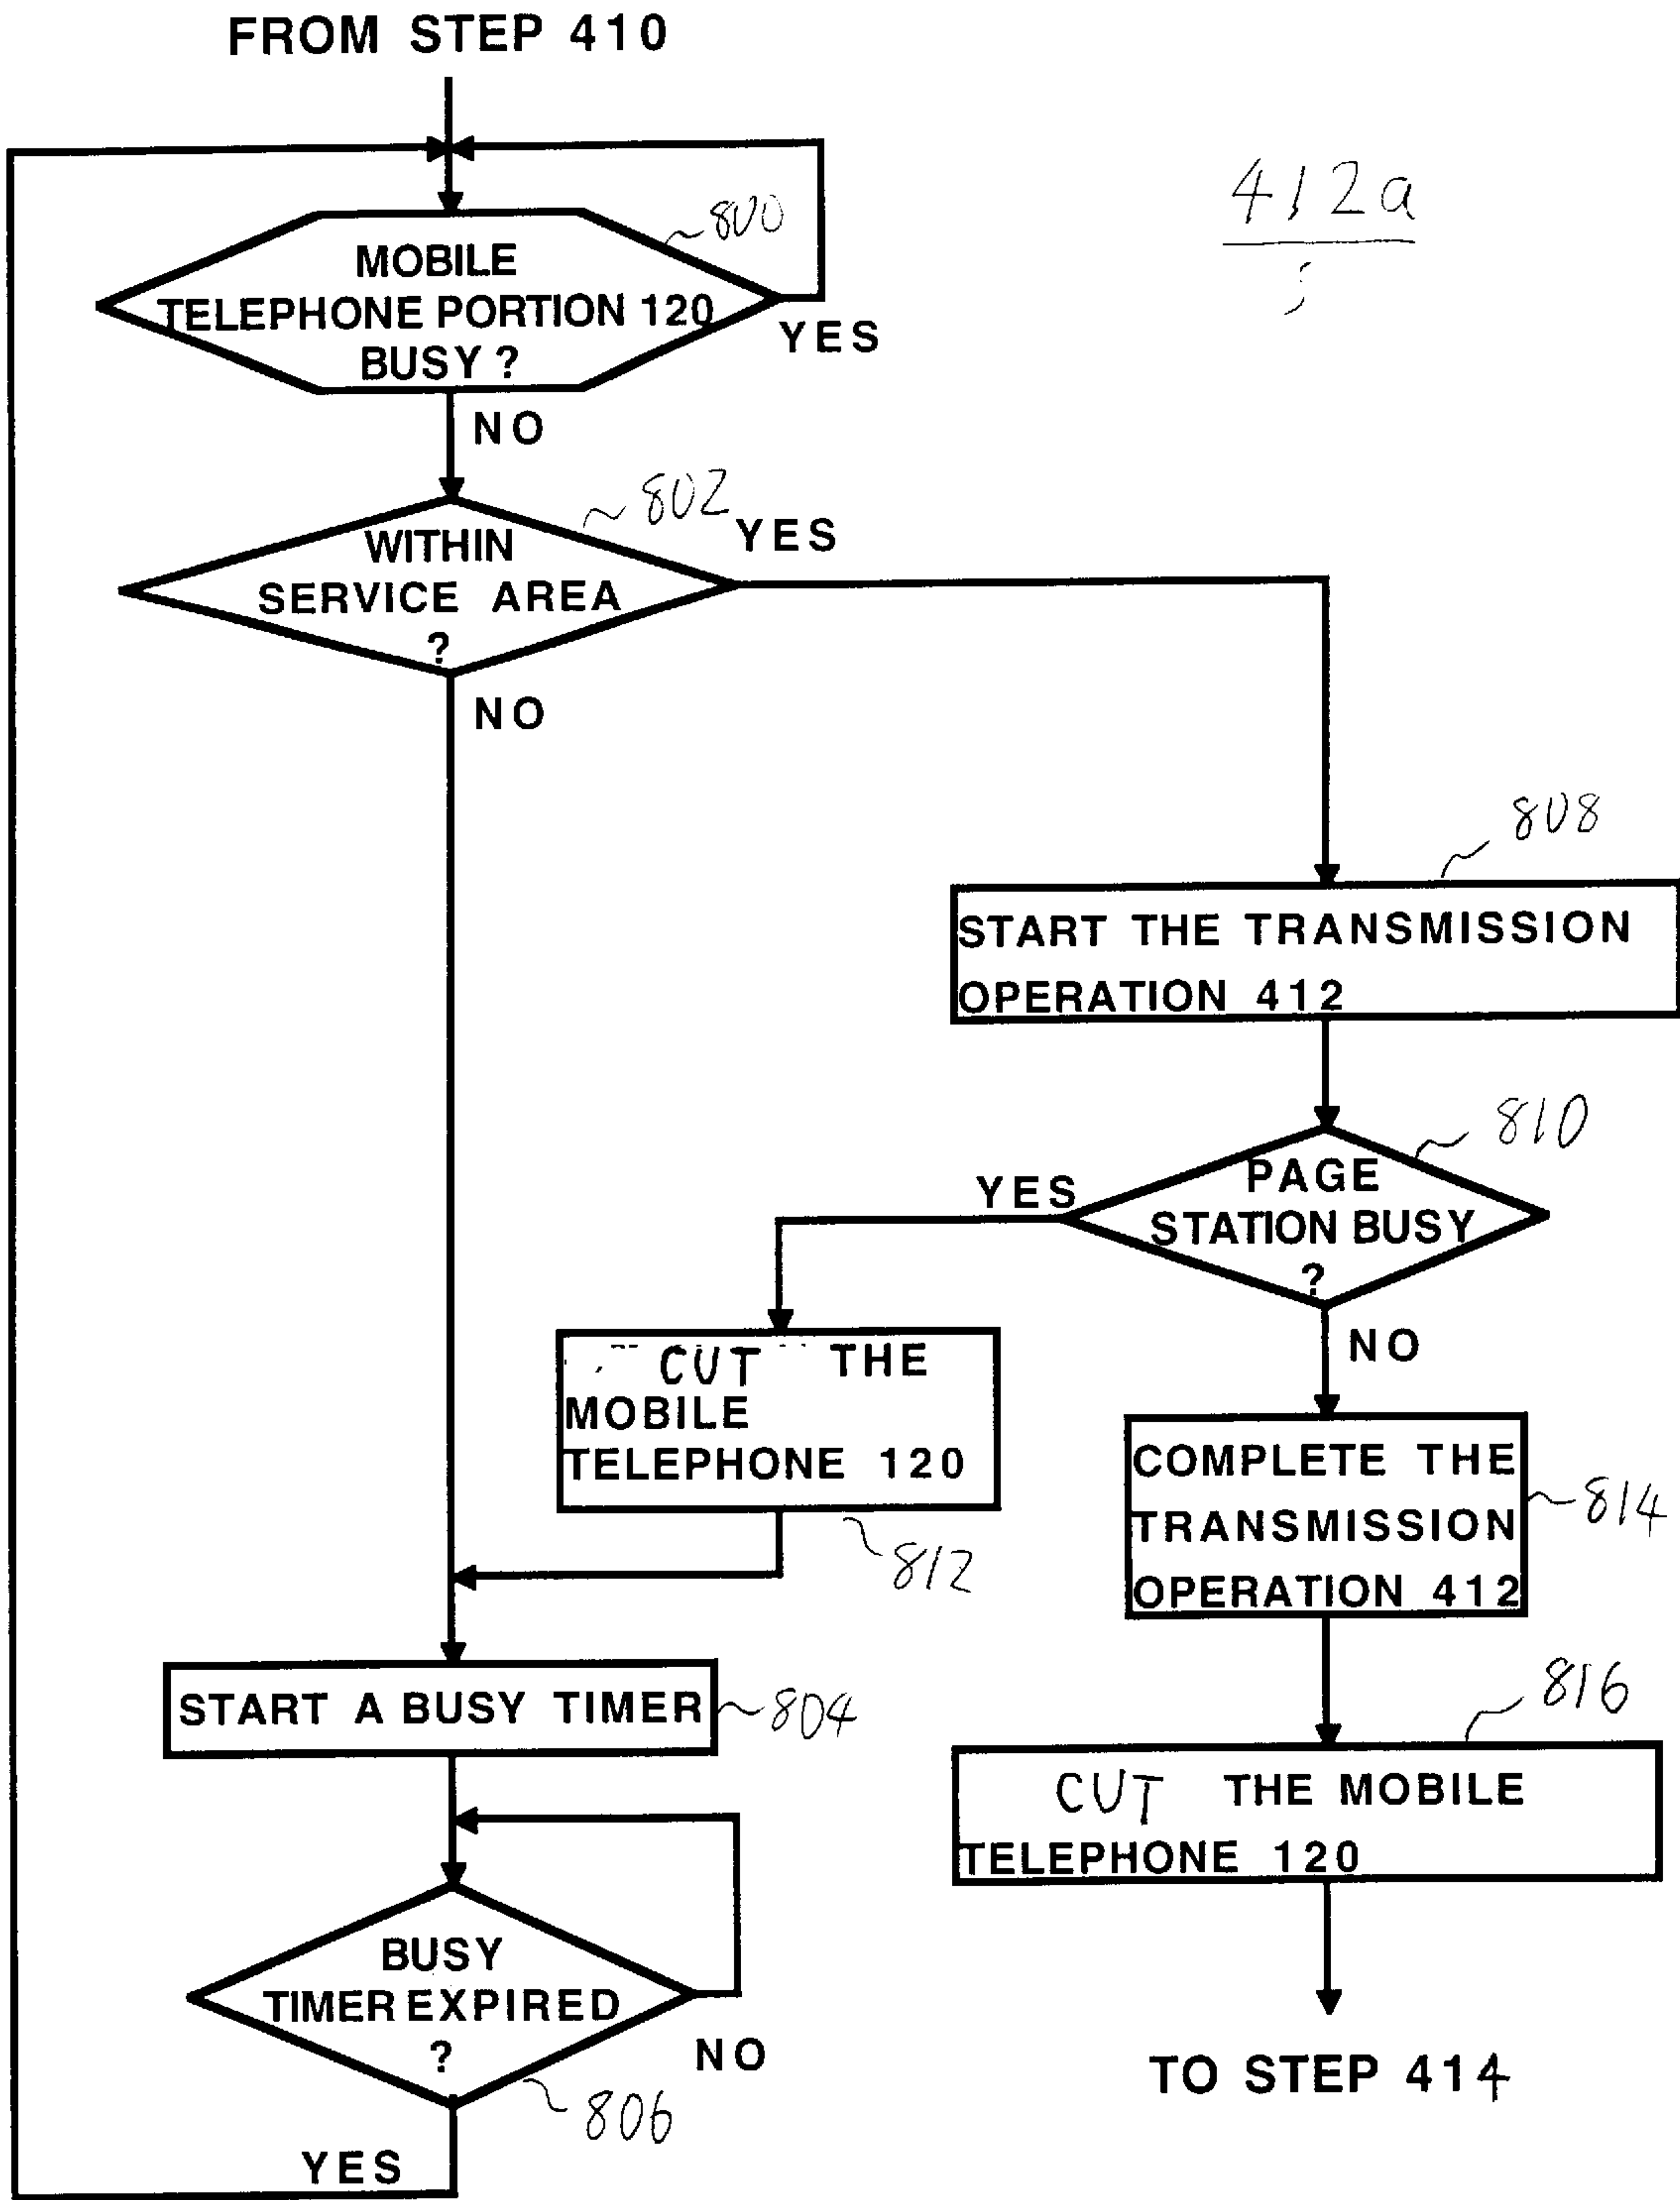 FROM STEP 410
412a
800
MOBILE
TELEPHONE PORTION 120
BUSY ?
YES
NO
802
YES
WITHIN
SERVICE AREA
?
NO
808
START THE TRANSMISSION
OPERATION 412
810
YES
PAGE
STATION BUSY
?
NO
CUT THE
MOBILE
TELEPHONE 120
812
COMPLETE THE
TRANSMISSION
OPERATION 412
814
START A BUSY TIMER
804
816
CUT THE MOBILE
TELEPHONE 120
BUSY
TIMER EXPIRED
?
NO
806
YES
TO STEP 414